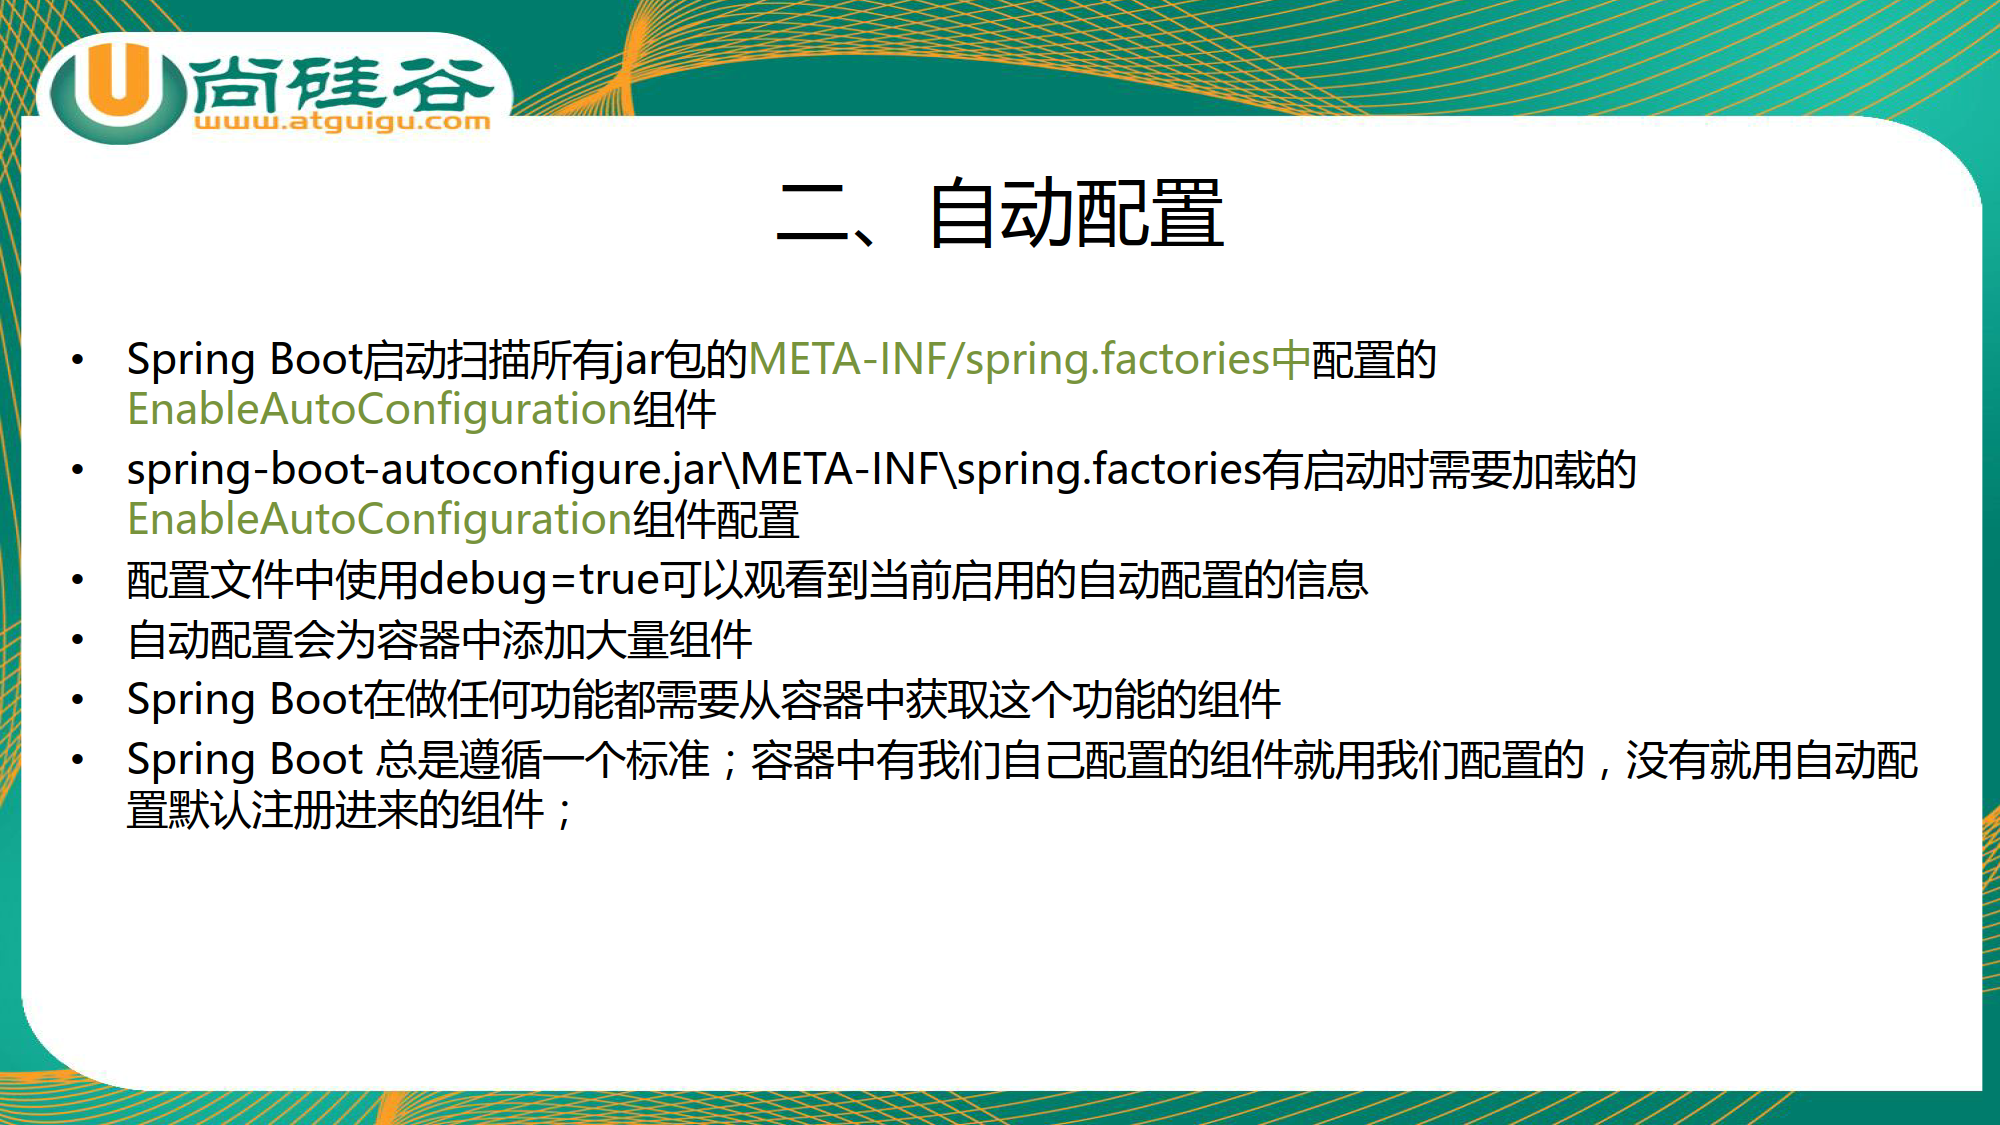 尚硅谷
www.atguigu.com
二、自动配置
• Spring Boot启动扫描所有jar包的META-INF/spring.factories中配置的
EnableAutoConfiguration组件
• spring-boot-autoconfigure.jar\META-INF\spring.factories有启动时需要加载的
EnableAutoConfiguration组件配置
• 配置文件中使用debug=true可以观看到当前启用的自动配置的信息
• 自动配置会为容器中添加大量组件
• Spring Boot在做任何功能都需要从容器中获取这个功能的组件
• Spring Boot 总是遵循一个标准；容器中有我们自己配置的组件就用我们配置的，没有就用自动配
置默认注册进来的组件；